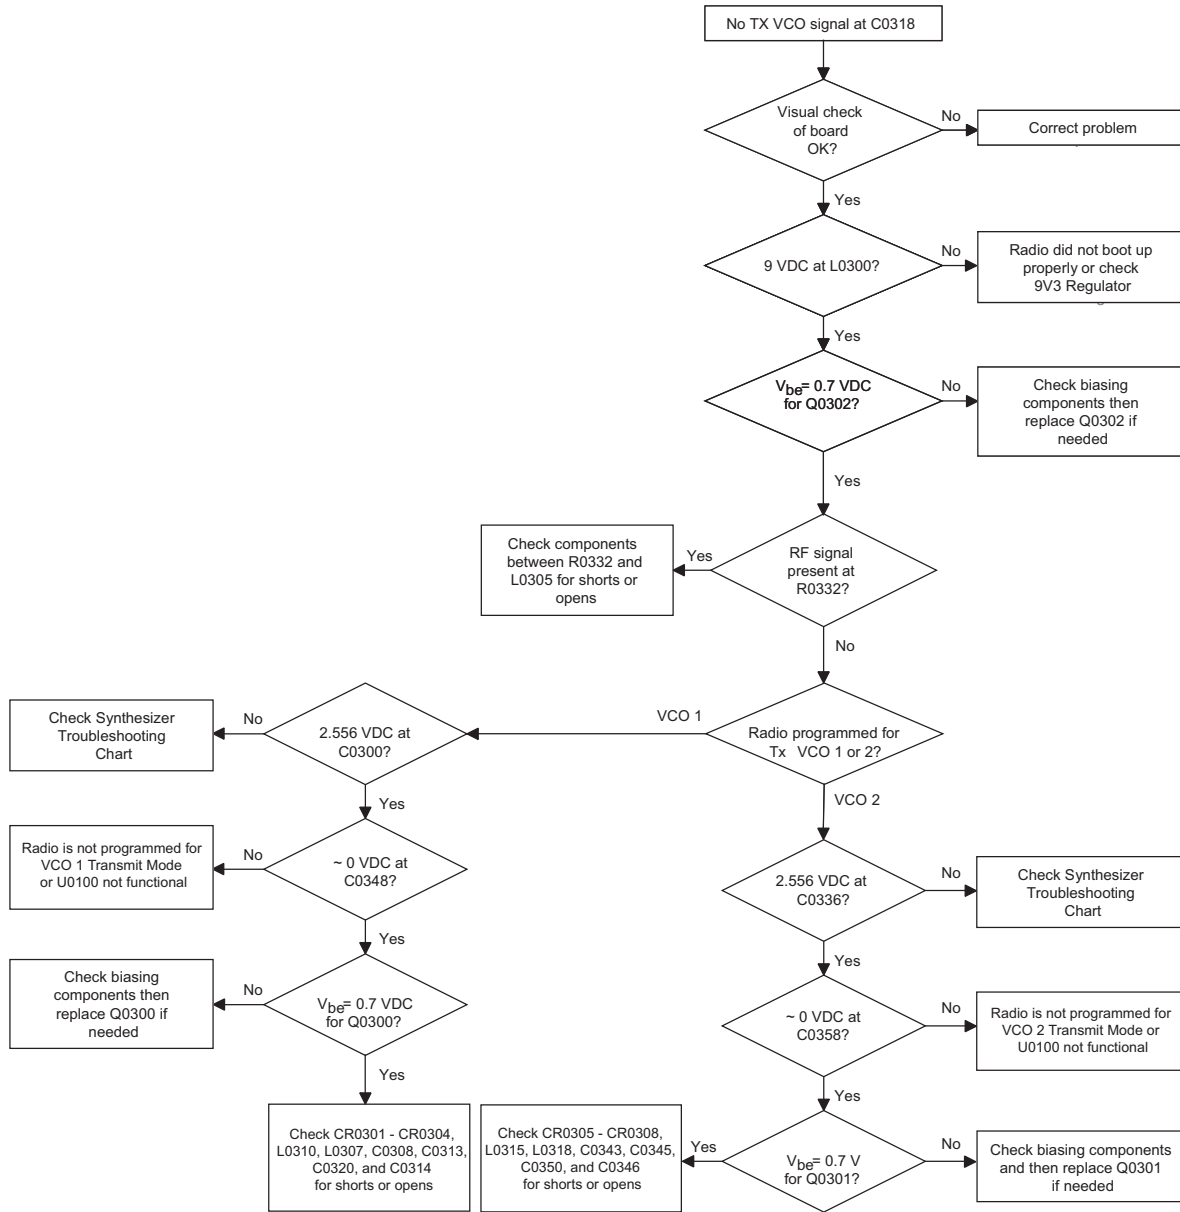 No TX VCO signal at C0318
Visual check
of board
OK?
No
Correct problem
Yes
9 VDC at L0300?
No
Radio did not boot up
properly or check
9V3 Regulator
Yes
Vbe= 0.7 VDC
for Q0302?
No
Check biasing
components then
replace Q0302 if
needed
Yes
Check components
between R0332 and
L0305 for shorts or
opens
Yes
RF signal
present at
R0332?
No
Check Synthesizer
Troubleshooting
Chart
No
2.556 VDC at
C0300?
VCO 1
Radio programmed for
Tx VCO 1 or 2?
Yes
VCO 2
Radio is not programmed for
VCO 1 Transmit Mode
or U0100 not functional
No
~ 0 VDC at
C0348?
2.556 VDC at
C0336?
No
Check Synthesizer
Troubleshooting
Chart
Yes
Yes
Check biasing
components then
replace Q0300 if
needed
No
Vbe= 0.7 VDC
for Q0300?
~ 0 VDC at
C0358?
Radio is not programmed for
VCO 2 Transmit Mode or
U0100 not functional
No
Yes
Yes
Check CR0301 - CR0304,
L0310, L0307, C0308, C0313,
C0320, and C0314
for shorts or opens
Check CR0305 - CR0308,
L0315, L0318, C0343, C0345,
C0350, and C0346
for shorts or opens
Yes
Vbe= 0.7 V
for Q0301?
No
Check biasing components
and then replace Q0301
if needed